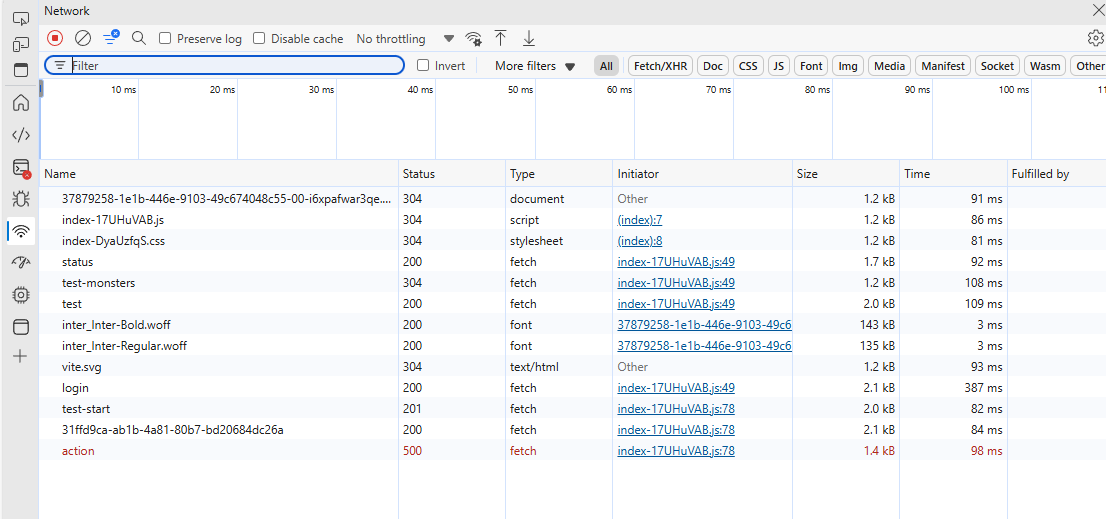 Network
Preserve log Disable cache No throttling
Filter Invert More filters All Fetch/XHR Doc CSS JS Font Img Media Manifest Socket Wasm Other
10 ms 20 ms 30 ms 40 ms 50 ms 60 ms 70 ms 80 ms 90 ms 100 ms 11
Name Status Type Initiator Size Time Fulfilled by
37879258-1e1b-446e-9103-49c674048c55-00-i6xpafwar3qe.... 304 document Other 1.2 kB 91 ms
index-17UHuVAB.js 304 script (index):7 1.2 kB 86 ms
index-DyaUzfqS.css 304 stylesheet (index):8 1.2 kB 81 ms
status 200 fetch index-17UHuVAB.js:49 1.7 kB 92 ms
test-monsters 304 fetch index-17UHuVAB.js:49 1.2 kB 108 ms
test 200 fetch index-17UHuVAB.js:49 2.0 kB 109 ms
inter_Inter-Bold.woff 200 font 37879258-1e1b-446e-9103-49c6 143 kB 3 ms
inter_Inter-Regular.woff 200 font 37879258-1e1b-446e-9103-49c6 135 kB 3 ms
vite.svg 304 text/html Other 1.2 kB 93 ms
login 200 fetch index-17UHuVAB.js:49 2.1 kB 387 ms
test-start 201 fetch index-17UHuVAB.js:78 2.0 kB 82 ms
31ffd9ca-ab1b-4a81-80b7-bd20684dc26a 200 fetch index-17UHuVAB.js:78 2.1 kB 84 ms
action 500 fetch index-17UHuVAB.js:78 1.4 kB 98 ms